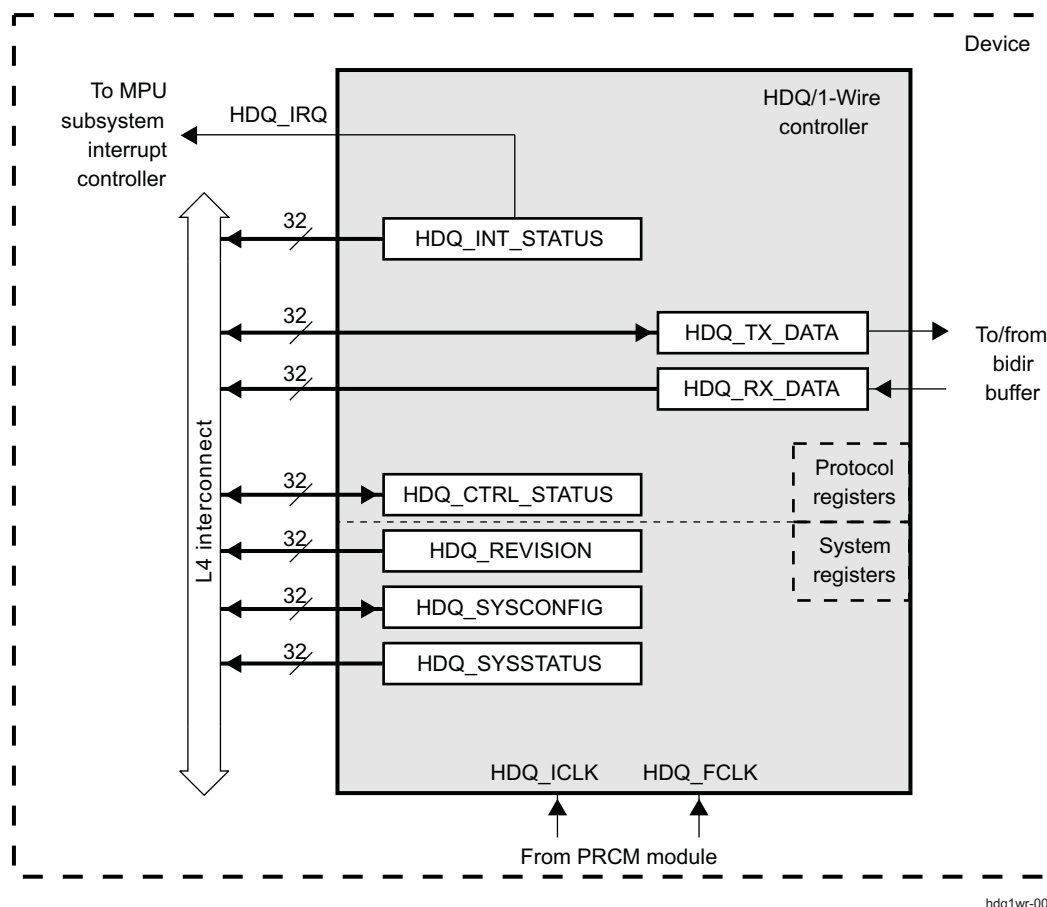 Device
To MPU
subsystem
interrupt
controller
HDQ_IRQ
HDQ/1-Wire
controller
32
HDQ_INT_STATUS
32
HDQ_TX_DATA
To/from
bidir
buffer
32
HDQ_RX_DATA
L4 interconnect
Protocol
registers
32
HDQ_CTRL_STATUS
32
HDQ_REVISION
System
registers
32
HDQ_SYSCONFIG
32
HDQ_SYSSTATUS
HDQ_ICLK
HDQ_FCLK
From PRCM module
hdq1wr-00